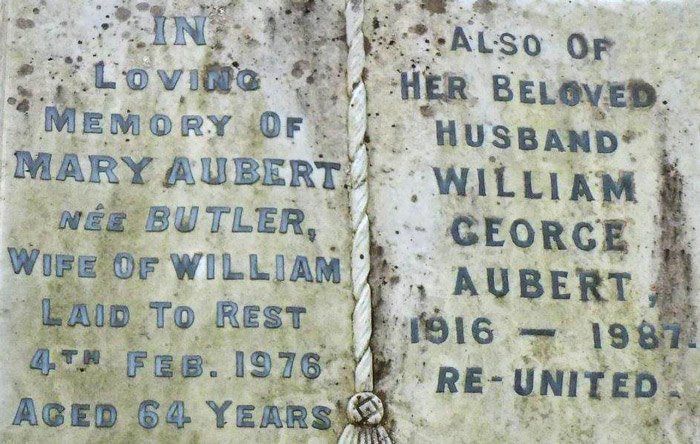 IN
LOVING
MEMORY OF
MARY AUBERT
NÉE BUTLER,
WIFE OF WILLIAM
LAID TO REST
4TH FEB. 1976
AGED 64 YEARS
ALSO OF
HER BELOVED
HUSBAND
WILLIAM
GEORGE
AUBERT,
1916 — 1987.
RE-UNITED.